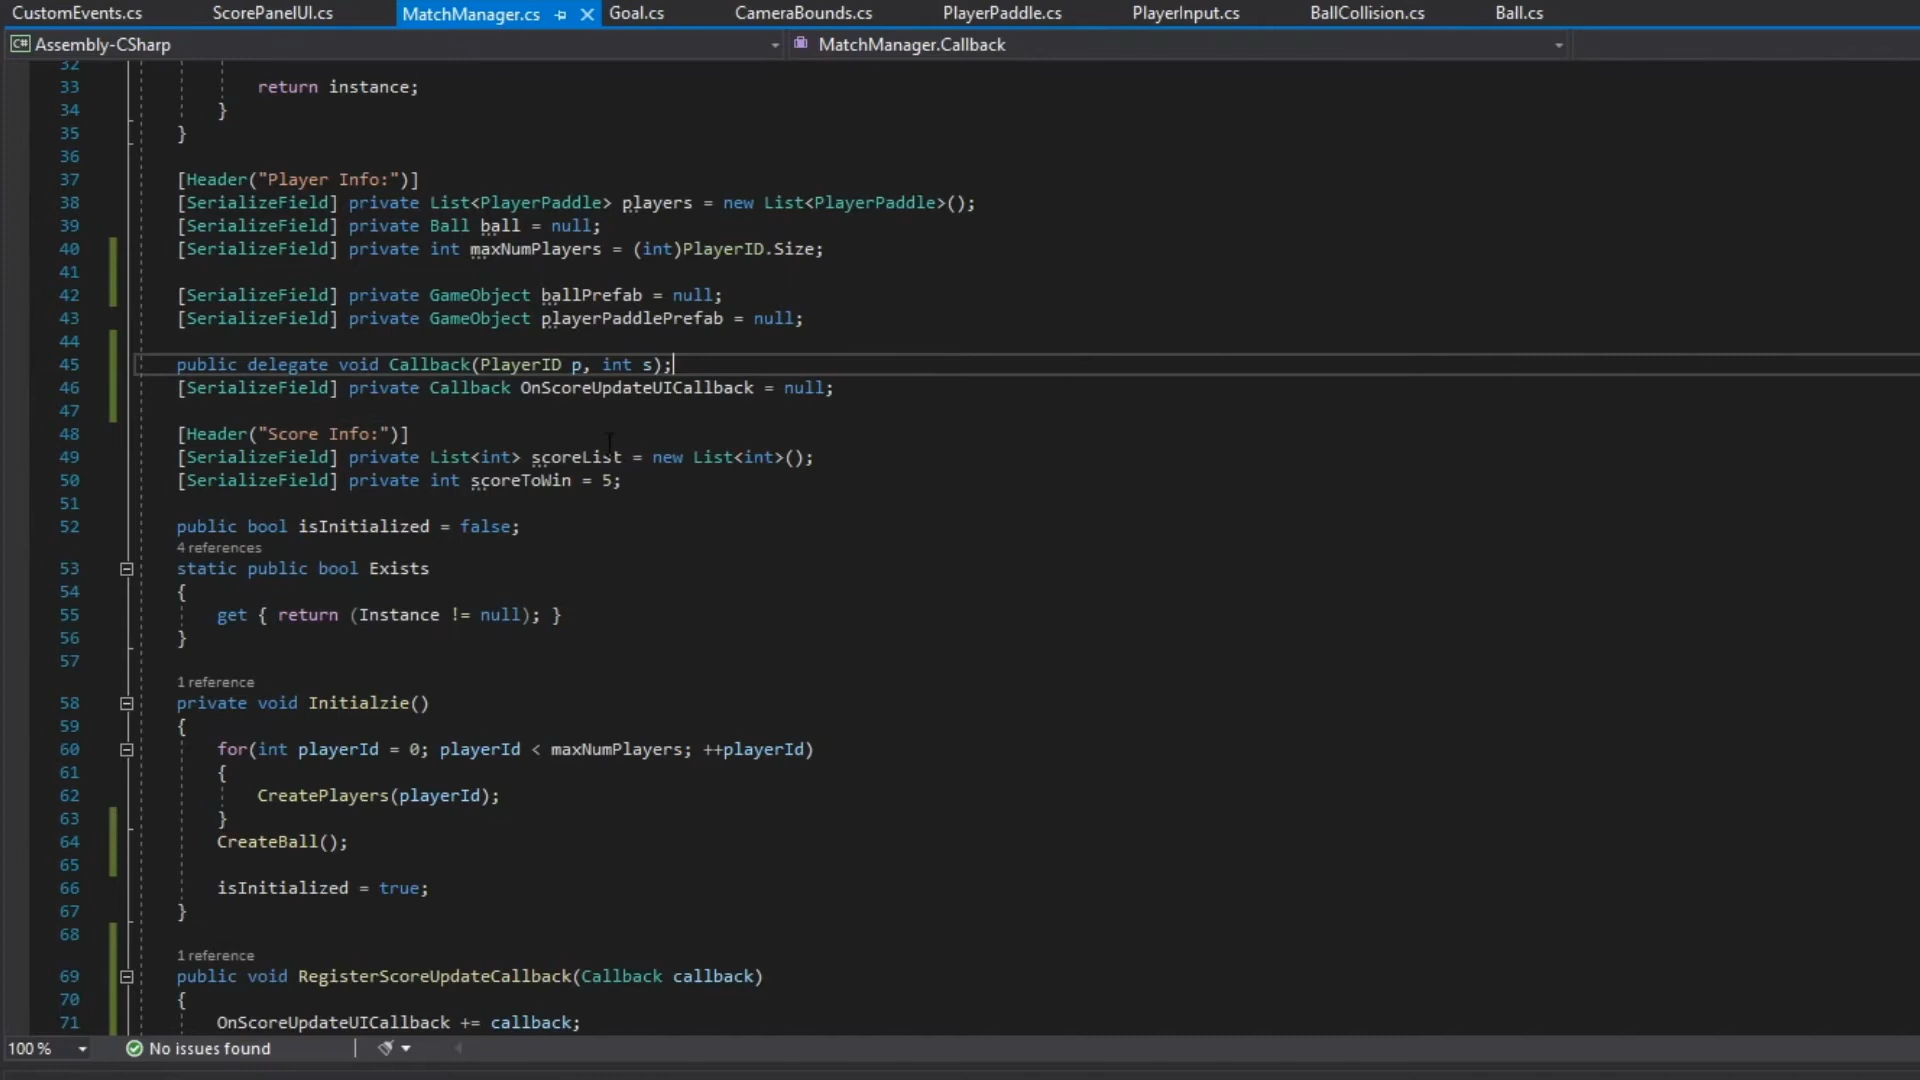 CustomEvents.cs ScorePanelUI.cs MatchManager.cs Goal.cs CameraBounds.cs PlayerPaddle.cs PlayerInput.cs BallCollision.cs Ball.cs
C# Assembly-CSharp MatchManager.Callback
32
33 return instance;
34 }
35 }
36
37 [Header("Player Info:")]
38 [SerializeField] private List<PlayerPaddle> players = new List<PlayerPaddle>();
39 [SerializeField] private Ball ball = null;
40 [SerializeField] private int maxNumPlayers = (int)PlayerID.Size;
41
42 [SerializeField] private GameObject ballPrefab = null;
43 [SerializeField] private GameObject playerPaddlePrefab = null;
44
45 public delegate void Callback(PlayerID p, int s);
46 [SerializeField] private Callback OnScoreUpdateUICallback = null;
47
48 [Header("Score Info:")]
49 [SerializeField] private List<int> scoreList = new List<int>();
50 [SerializeField] private int scoreToWin = 5;
51
52 public bool isInitialized = false;
4 references
53 static public bool Exists
54 {
55 get { return (Instance != null); }
56 }
57
1 reference
58 private void Initialzie()
59 {
60 for(int playerId = 0; playerId < maxNumPlayers; ++playerId)
61 {
62 CreatePlayers(playerId);
63 }
64 CreateBall();
65
66 isInitialized = true;
67 }
68
1 reference
69 public void RegisterScoreUpdateCallback(Callback callback)
70 {
71 OnScoreUpdateUICallback += callback;
100 % No issues found